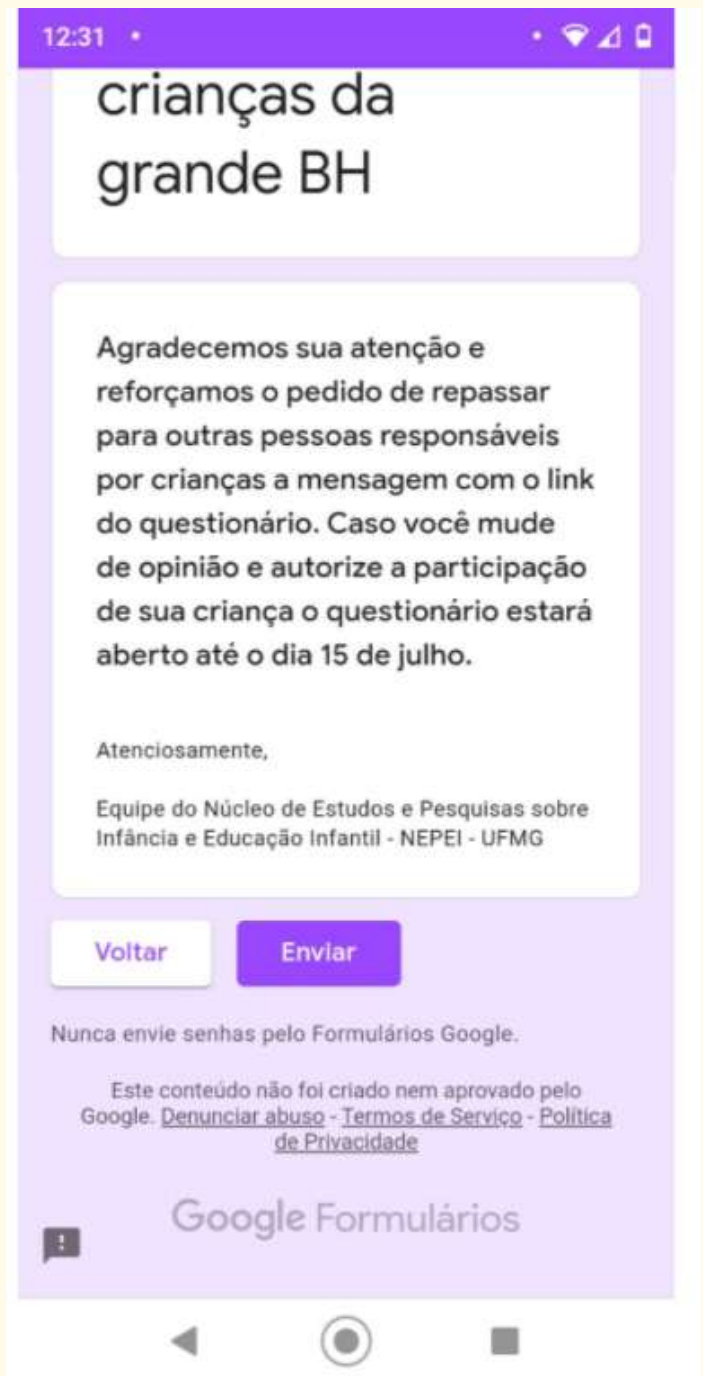 12:31
crianças da
grande BH
Agradecemos sua atenção e
reforçamos o pedido de repassar
para outras pessoas responsáveis
por crianças a mensagem com o link
do questionário. Caso você mude
de opinião e autorize a participação
de sua criança o questionário estará
aberto até o dia 15 de julho.
Atenciosamente,
Equipe do Núcleo de Estudos e Pesquisas sobre
Infância e Educação Infantil - NEPEI - UFMG
Voltar
Enviar
Nunca envie senhas pelo Formulários Google.
Este conteúdo não foi criado nem aprovado pelo
Google. Denunciar abuso - Termos de Serviço - Política
de Privacidade
Google Formulários